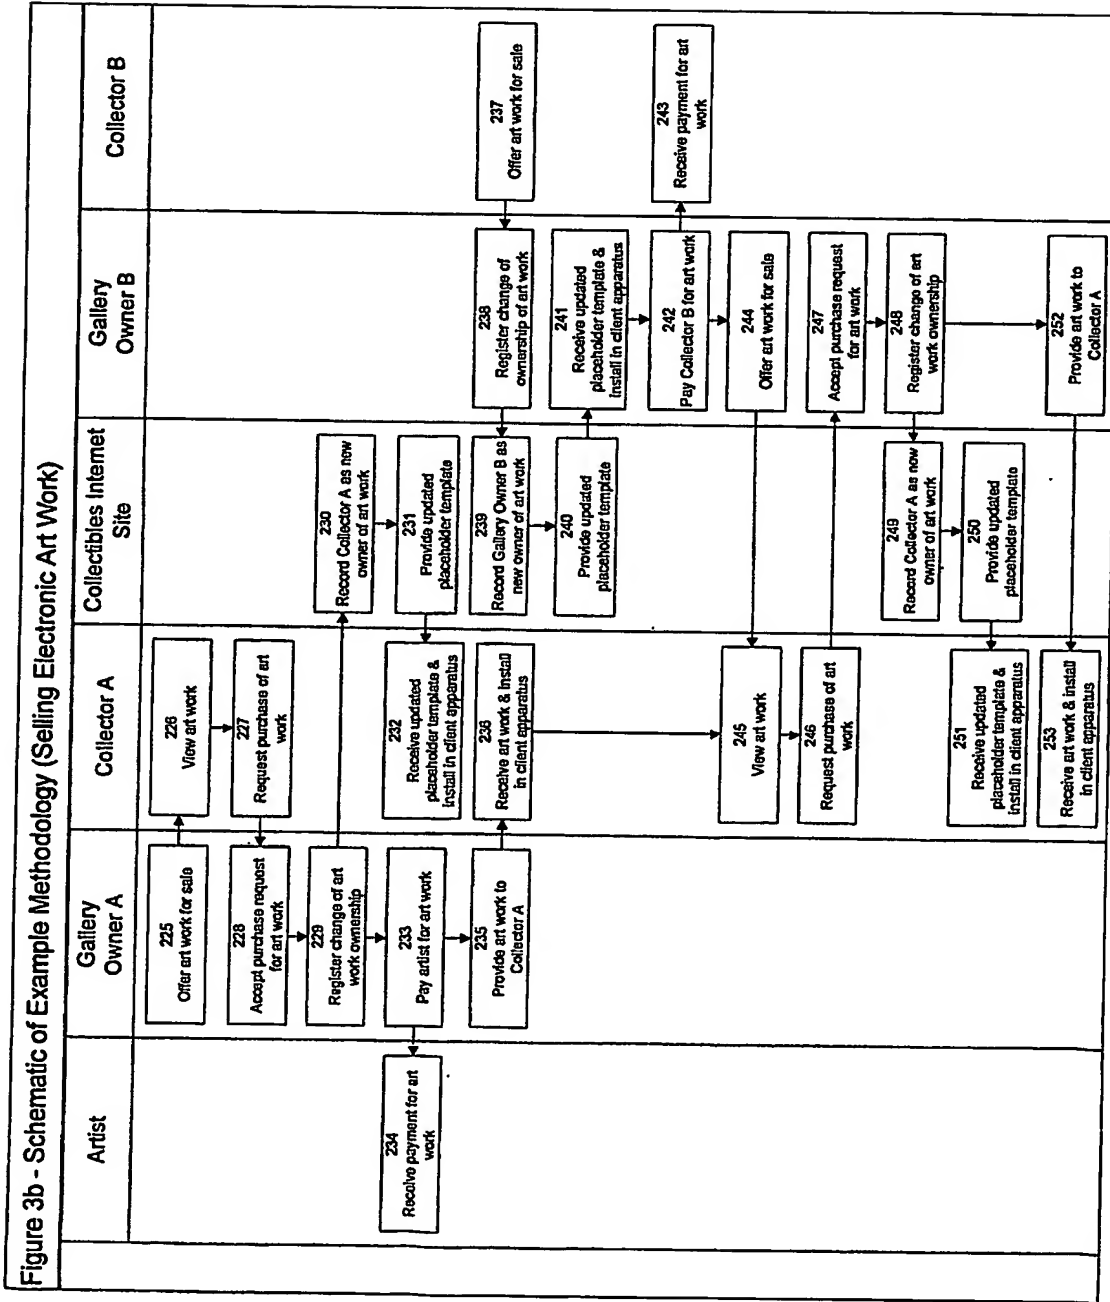 Figure 3b - Schematic of Example Methodology (Selling Electronic Art Work)
Artist
Gallery
Owner A
Collector A
Collectibles Internet
Site
Gallery
Owner B
Collector B
225
Offer art work for sale
226
View art work
227
Request purchase of art
work
228
Accept purchase request
for art work
229
Register change of art
work ownership
230
Record Collector A as new
owner of art work
231
Provide updated
placeholder template
232
Receive updated
placeholder template &
install in client apparatus
233
Pay artist for art work
234
Receive payment for art
work
235
Provide art work to
Collector A
236
Receive art work & install
in client apparatus
237
Offer art work for sale
238
Register change of
ownership of art work
239
Record Gallery Owner B as
new owner of art work
240
Provide updated
placeholder template
241
Receive updated
placeholder template &
install in client apparatus
242
Pay Collector B for art work
243
Receive payment for art
work
244
Offer art work for sale
245
View art work
246
Request purchase of art
work
247
Accept purchase request
for art work
248
Register change of art
work ownership
249
Record Collector A as now
owner of art work
250
Provide updated
placeholder template
251
Receive updated
placeholder template &
install in client apparatus
252
Provide art work to
Collector A
253
Receive art work & install
in client apparatus